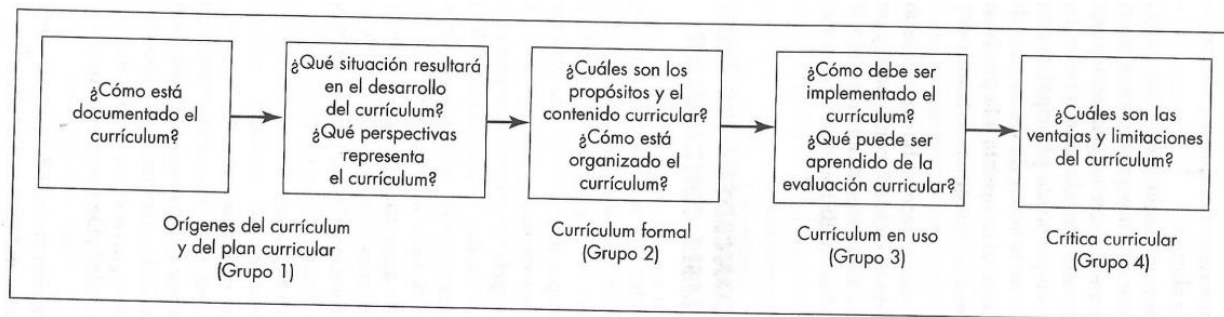 ¿Cómo está
documentado el
currículum?
¿Qué situación resultará
en el desarrollo
del currículum?
¿Qué perspectivas
representa
el currículum?
¿Cuáles son los
propósitos y el
contenido curricular?
¿Cómo está
organizado el
currículum?
¿Cómo debe ser
implementado el
currículum?
¿Qué puede ser
aprendido de la
evaluación curricular?
¿Cuáles son las
ventajas y limitaciones
del currículum?
Orígenes del currículum
y del plan curricular
(Grupo 1)
Currículum formal
(Grupo 2)
Currículum en uso
(Grupo 3)
Crítica curricular
(Grupo 4)